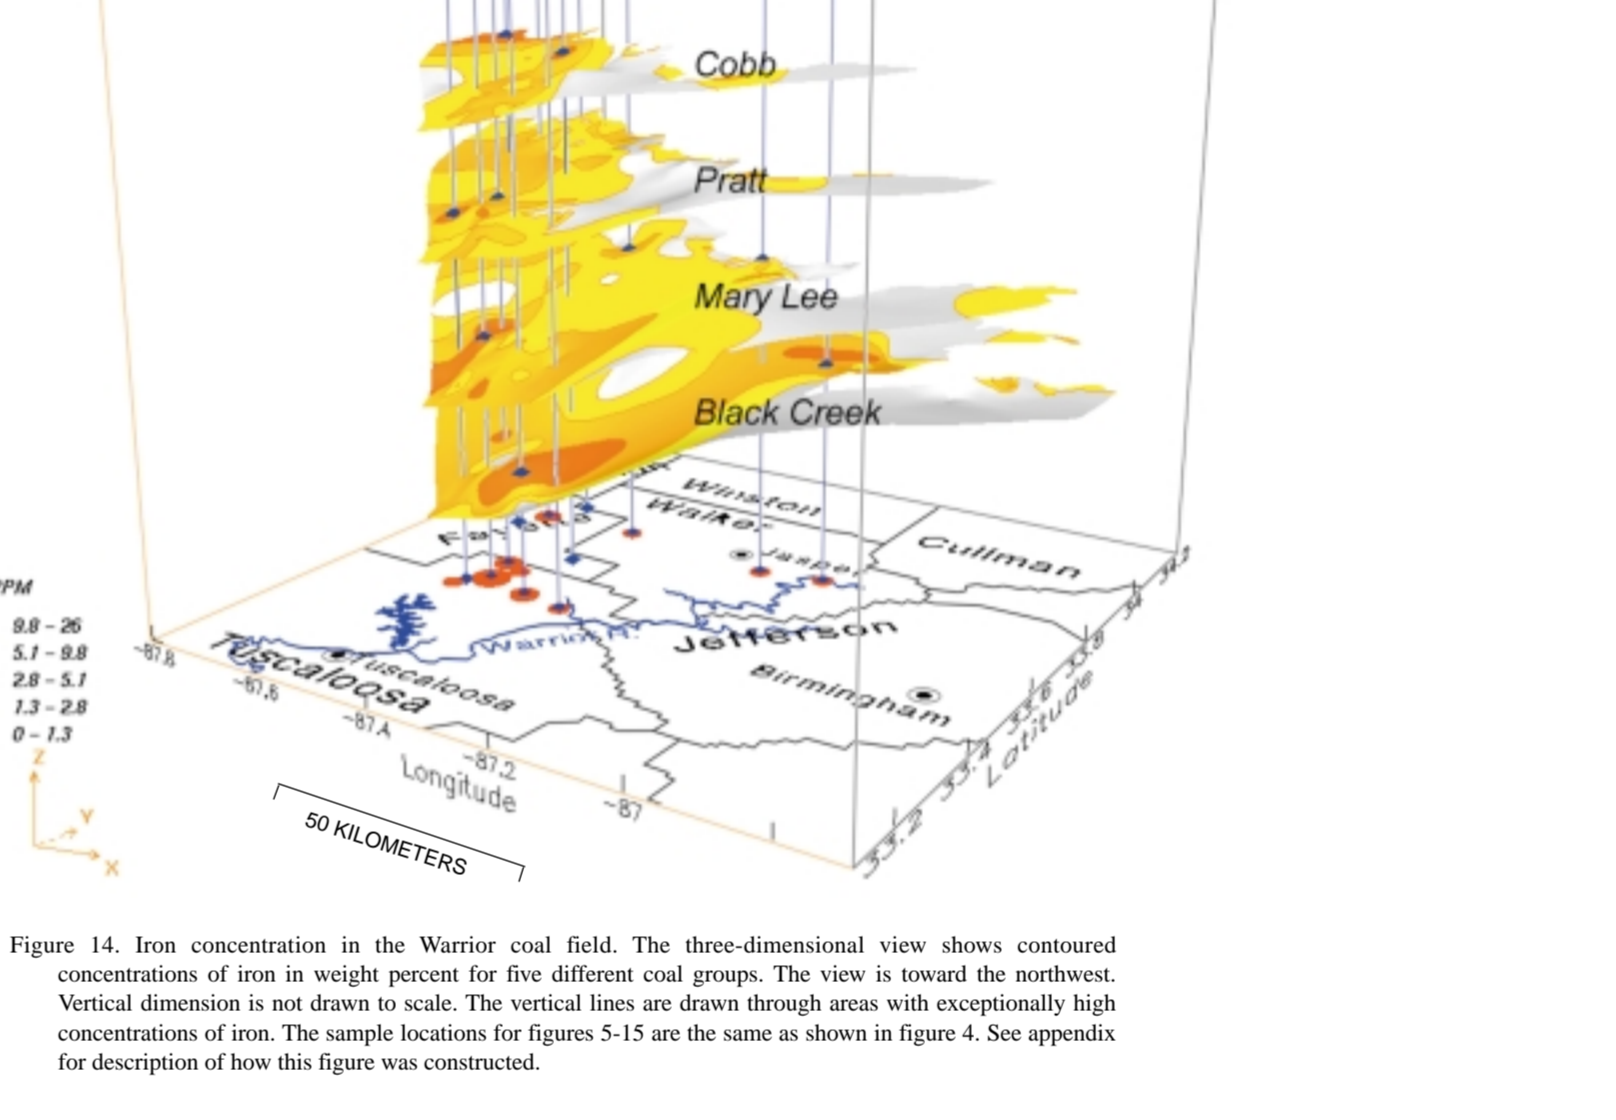 Cobb
Pratt
Mary Lee
Black Creek
Winston
Walker
Cullman
Jasper
Warrior R.
Jefferson
Tuscaloosa
Tuscaloosa
Birmingham
PM
9.8 - 26
5.1 - 9.8
2.8 - 5.1
1.3 - 2.8
0 - 1.3
Z
Y
X
-87.8
-87.6
-87.4
-87.2
-87
Longitude
33.2
33.4
33.6
33.8
34
34.2
Latitude
50 KILOMETERS
Figure 14. Iron concentration in the Warrior coal field. The three-dimensional view shows contoured
concentrations of iron in weight percent for five different coal groups. The view is toward the northwest.
Vertical dimension is not drawn to scale. The vertical lines are drawn through areas with exceptionally high
concentrations of iron. The sample locations for figures 5-15 are the same as shown in figure 4. See appendix
for description of how this figure was constructed.